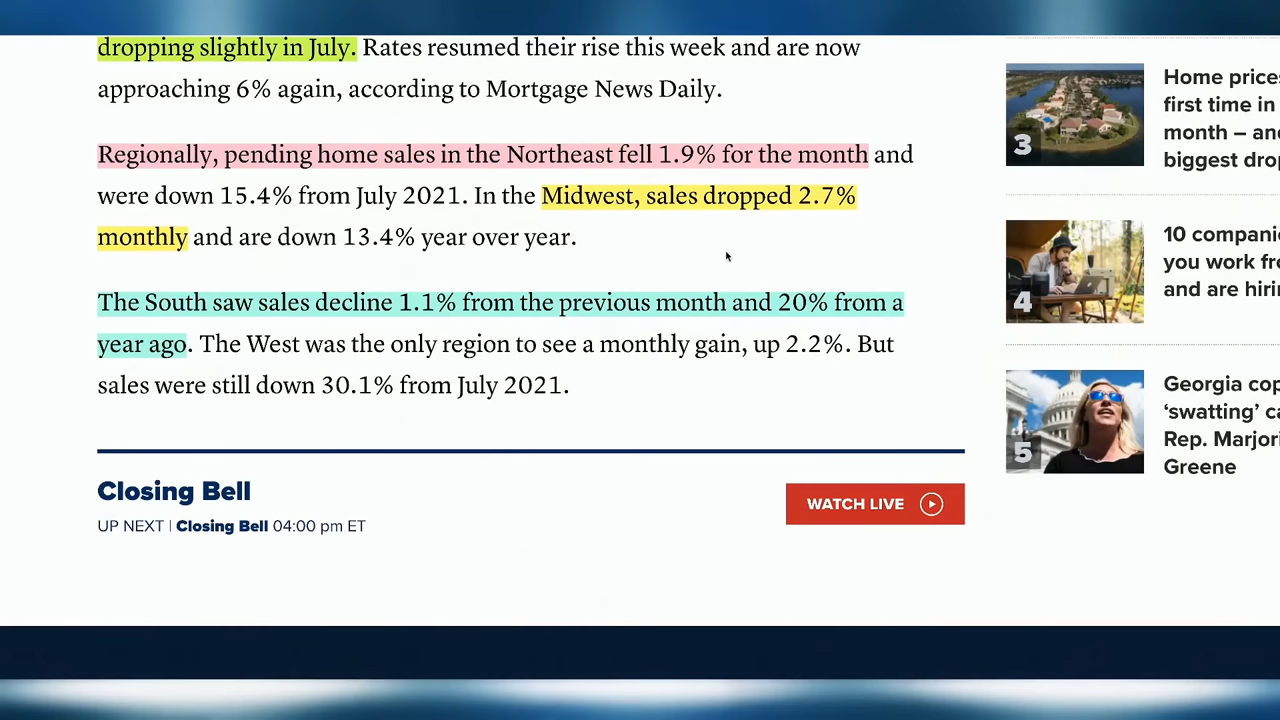 dropping slightly in July. Rates resumed their rise this week and are now
approaching 6% again, according to Mortgage News Daily.
Regionally, pending home sales in the Northeast fell 1.9% for the month and
were down 15.4% from July 2021. In the Midwest, sales dropped 2.7%
monthly and are down 13.4% year over year.
The South saw sales decline 1.1% from the previous month and 20% from a
year ago. The West was the only region to see a monthly gain, up 2.2%. But
sales were still down 30.1% from July 2021.
Closing Bell
UP NEXT | Closing Bell 04:00 pm ET
WATCH LIVE
3
Home prices
first time in
month – and
biggest drop
4
10 companie
you work fro
and are hirin
5
Georgia cop
‘swatting’ ca
Rep. Marjori
Greene